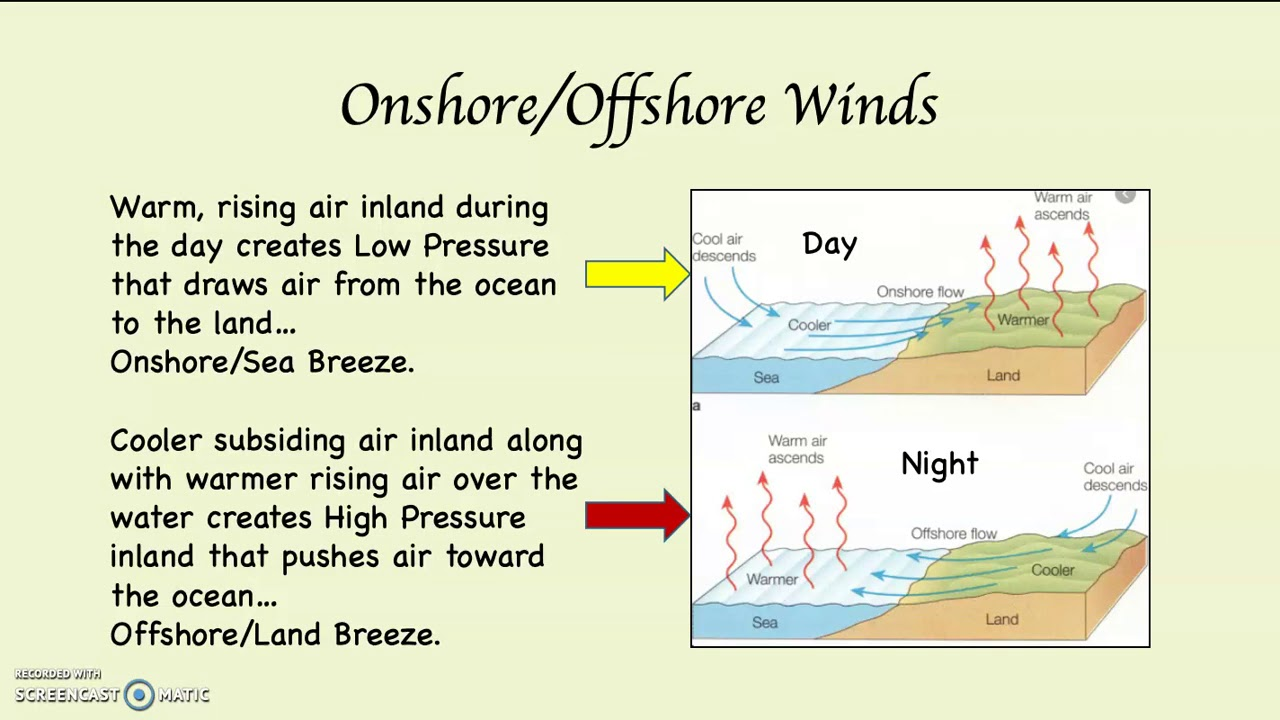 Onshore/Offshore Winds
Warm, rising air inland during
the day creates Low Pressure
that draws air from the ocean
to the land...
Onshore/Sea Breeze.
Cooler subsiding air inland along
with warmer rising air over the
water creates High Pressure
inland that pushes air toward
the ocean...
Offshore/Land Breeze.
Warm air
ascends
Cool air
descends
Day
Onshore flow
Cooler
Warmer
Sea
Land
a
Warm air
ascends
Night
Cool air
descends
Offshore flow
Warmer
Cooler
Sea
Land
RECORDED WITH
SCREENCAST MATIC